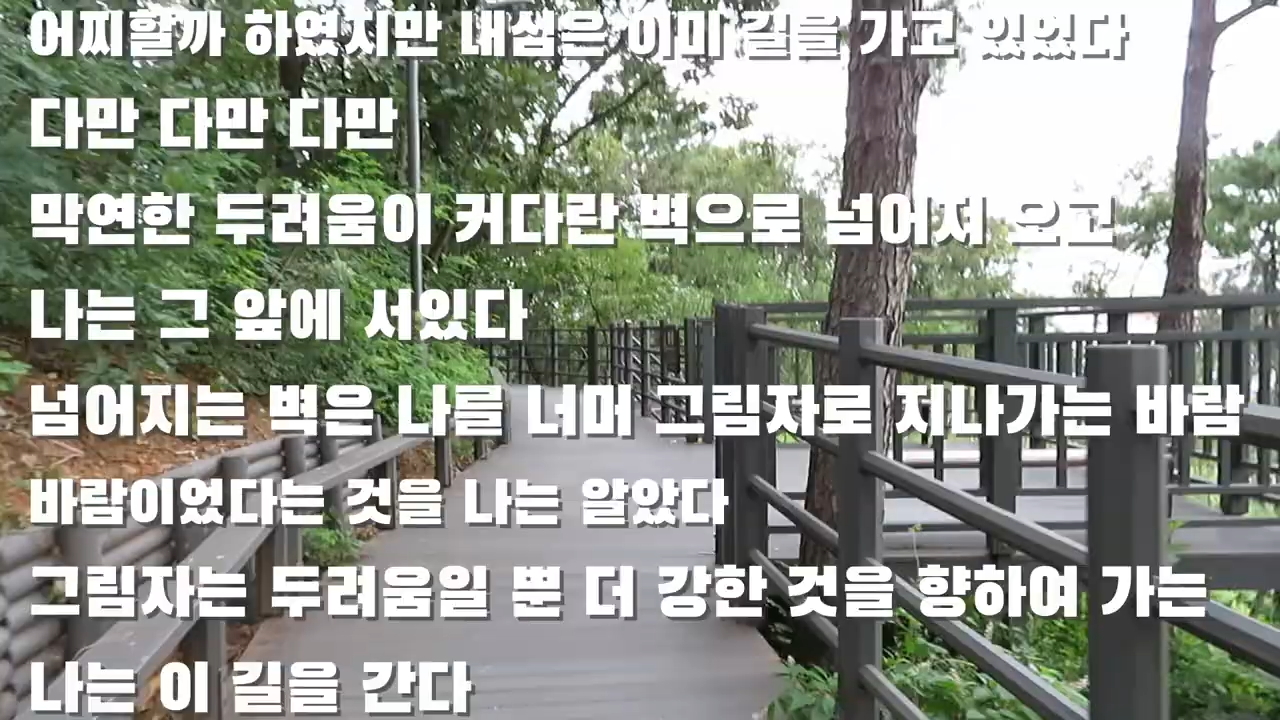 어찌할까 하였지만 내심은 이미 길을 가고 있었다
다만 다만 다만
막연한 두려움이 커다란 벽으로 넘어져 오고
나는 그 앞에 서있다
넘어지는 벽은 나를 너머 그림자로 지나가는 바람
바람이었다는 것을 나는 알았다
그림자는 두려움일 뿐 더 강한 것을 향하여 가는
나는 이 길을 간다